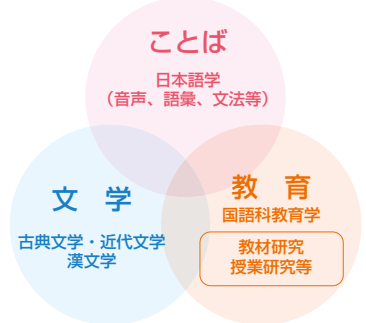 ことば
日本語学
（音声、語彙、文法等）
文　学
古典文学・近代文学
漢文学
教　育
国語科教育学
教材研究
授業研究等